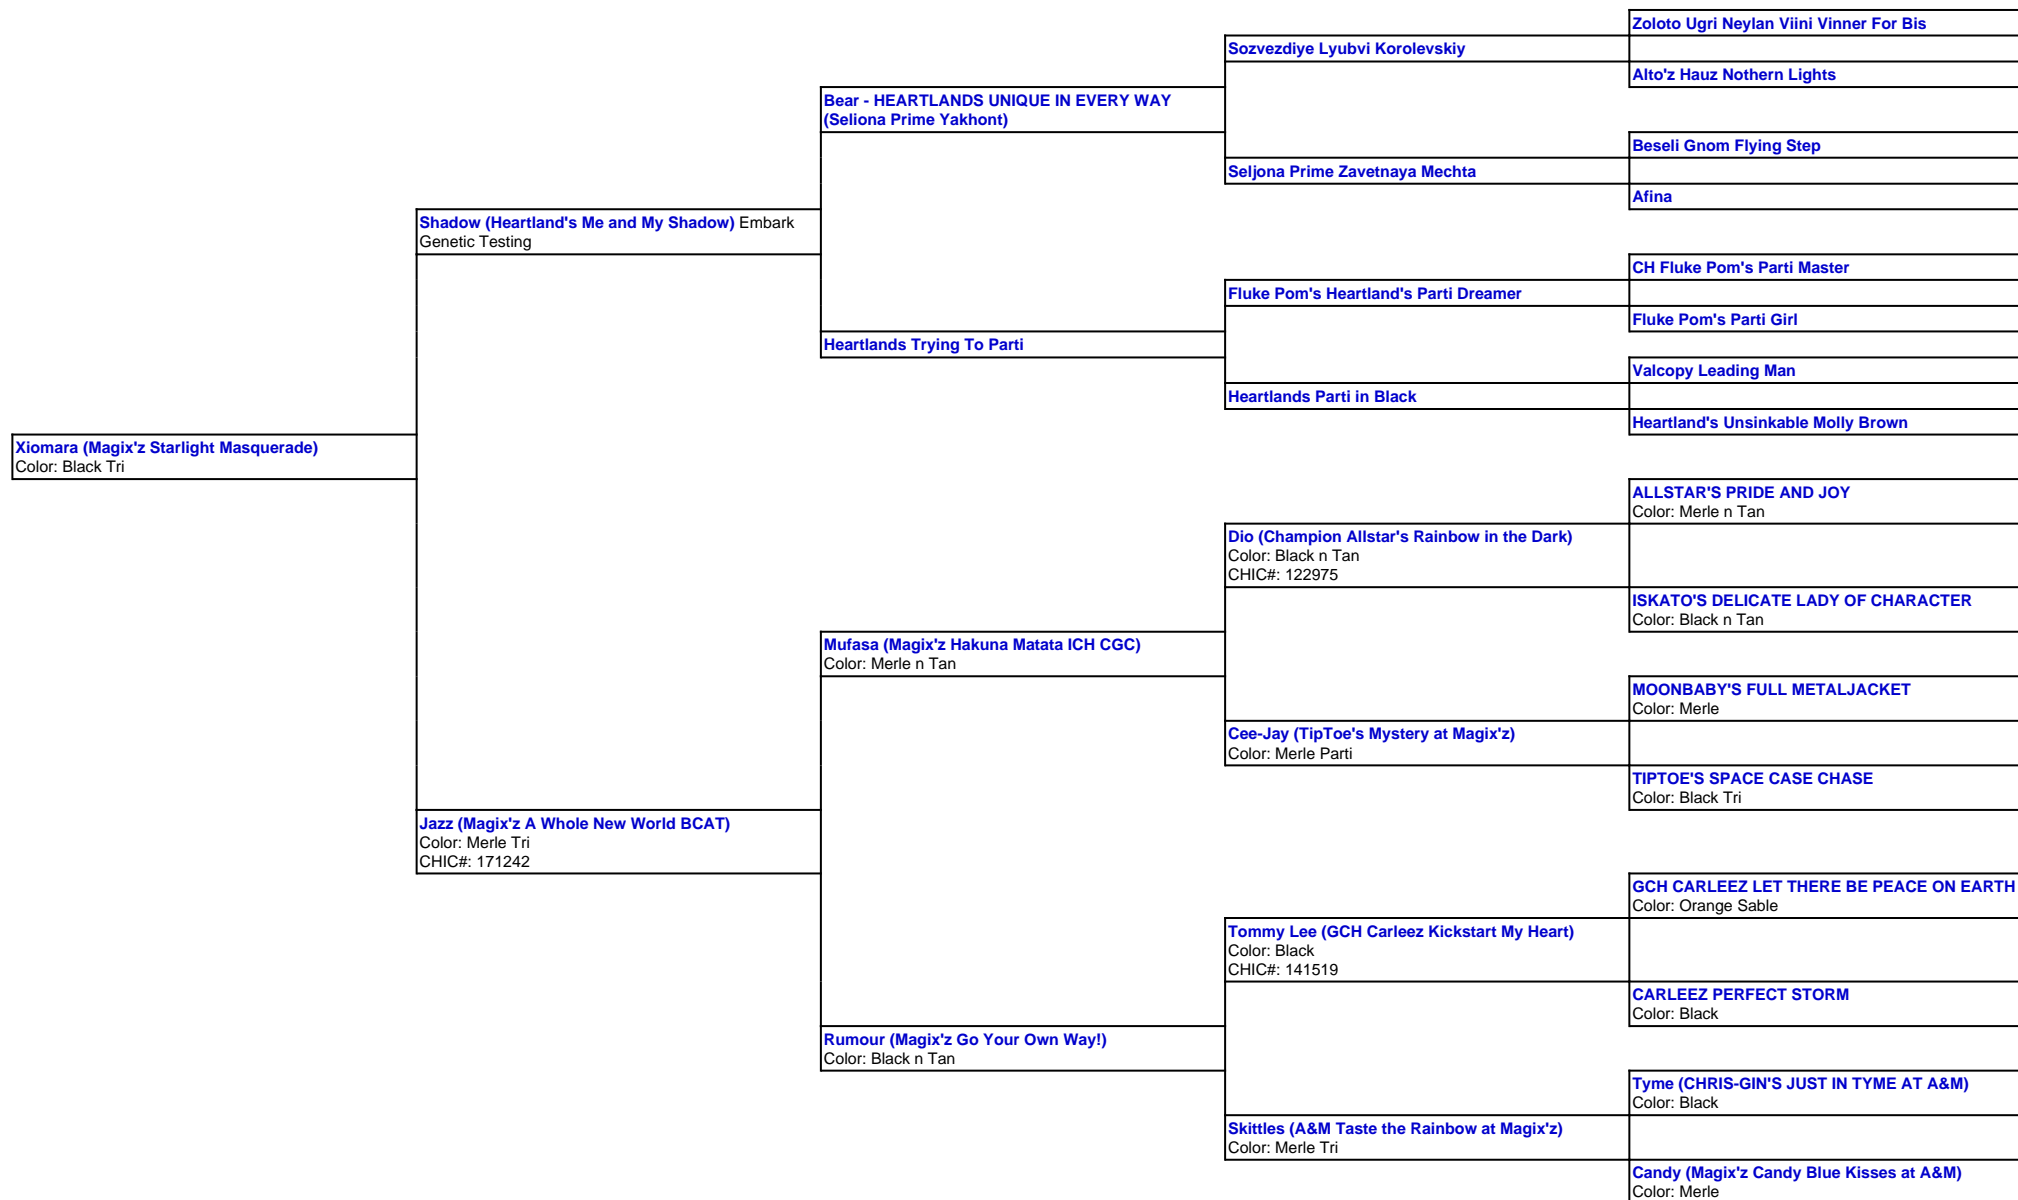 Zoloto Ugri Neylan Viini Vinner For Bis
Sozvezdiye Lyubvi Korolevskiy
Alto'z Hauz Nothern Lights
Bear - HEARTLANDS UNIQUE IN EVERY WAY
(Seliona Prime Yakhont)
Beseli Gnom Flying Step
Seljona Prime Zavetnaya Mechta
Afina
Shadow (Heartland's Me and My Shadow) Embark
Genetic Testing
CH Fluke Pom's Parti Master
Fluke Pom's Heartland's Parti Dreamer
Fluke Pom's Parti Girl
Heartlands Trying To Parti
Valcopy Leading Man
Heartlands Parti in Black
Heartland's Unsinkable Molly Brown
Xiomara (Magix'z Starlight Masquerade)
Color: Black Tri
ALLSTAR'S PRIDE AND JOY
Color: Merle n Tan
Dio (Champion Allstar's Rainbow in the Dark)
Color: Black n Tan
CHIC#: 122975
ISKATO'S DELICATE LADY OF CHARACTER
Color: Black n Tan
Mufasa (Magix'z Hakuna Matata ICH CGC)
Color: Merle n Tan
MOONBABY'S FULL METALJACKET
Color: Merle
Cee-Jay (TipToe's Mystery at Magix'z)
Color: Merle Parti
TIPTOE'S SPACE CASE CHASE
Color: Black Tri
Jazz (Magix'z A Whole New World BCAT)
Color: Merle Tri
CHIC#: 171242
GCH CARLEEZ LET THERE BE PEACE ON EARTH
Color: Orange Sable
Tommy Lee (GCH Carleez Kickstart My Heart)
Color: Black
CHIC#: 141519
CARLEEZ PERFECT STORM
Color: Black
Rumour (Magix'z Go Your Own Way!)
Color: Black n Tan
Tyme (CHRIS-GIN'S JUST IN TYME AT A&M)
Color: Black
Skittles (A&M Taste the Rainbow at Magix'z)
Color: Merle Tri
Candy (Magix'z Candy Blue Kisses at A&M)
Color: Merle